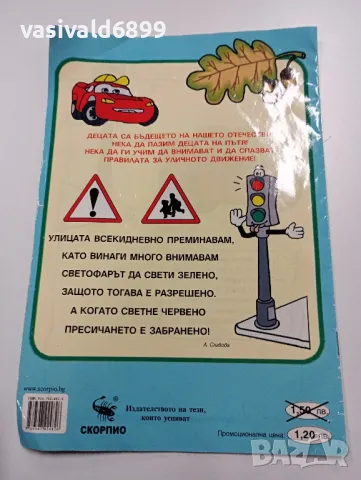 vasivald6899
ДЕЦАТА СА БЪДЕЩЕТО НА НАШЕТО ОТЕЧЕСТВО
НЕКА ДА ПАЗИМ ДЕЦАТА НА ПЪТЯ!
НЕКА ДА ГИ УЧИМ ДА ВНИМАВАТ И ДА СПАЗВАТ
ПРАВИЛАТА ЗА УЛИЧНОТО ДВИЖЕНИЕ!
УЛИЦАТА ВСЕКИДНЕВНО ПРЕМИНАВАМ,
КАТО ВИНАГИ МНОГО ВНИМАВАМ
СВЕТОФАРЪТ ДА СВЕТИ ЗЕЛЕНО,
ЗАЩОТО ТОГАВА Е РАЗРЕШЕНО.
А КОГАТО СВЕТНЕ ЧЕРВЕНО
ПРЕСИЧАНЕТО Е ЗАБРАНЕНО!
www.scorpio.bg
СКОРПИО
Издателството на тези,
които успяват
1,50 лв.
Промоционална цена 1,20 лв.
BAZAR